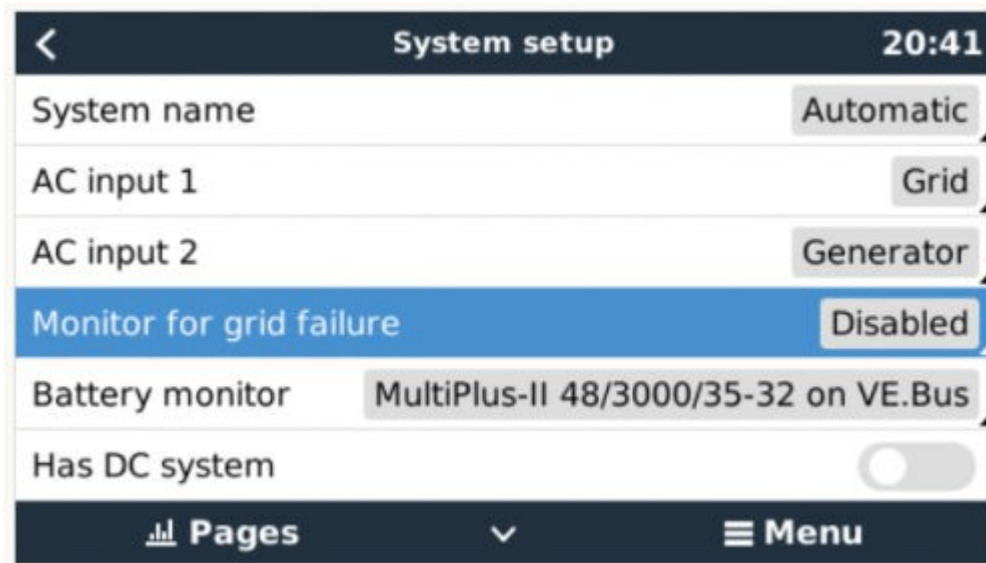 System setup 20:41
System name Automatic
AC input 1 Grid
AC input 2 Generator
Monitor for grid failure Disabled
Battery monitor MultiPlus-II 48/3000/35-32 on VE.Bus
Has DC system
Pages Menu